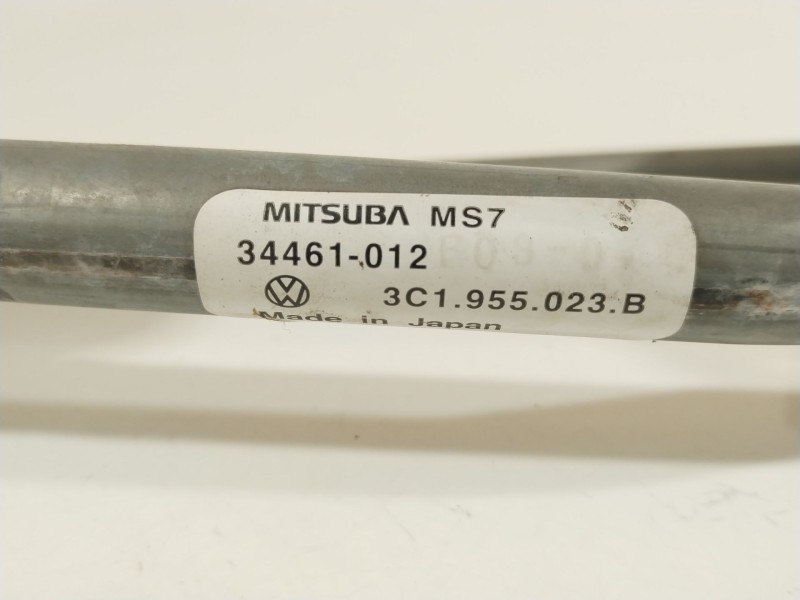 MITSUBA MS7
34461-012
3C1.955.023.B
Made in Japan